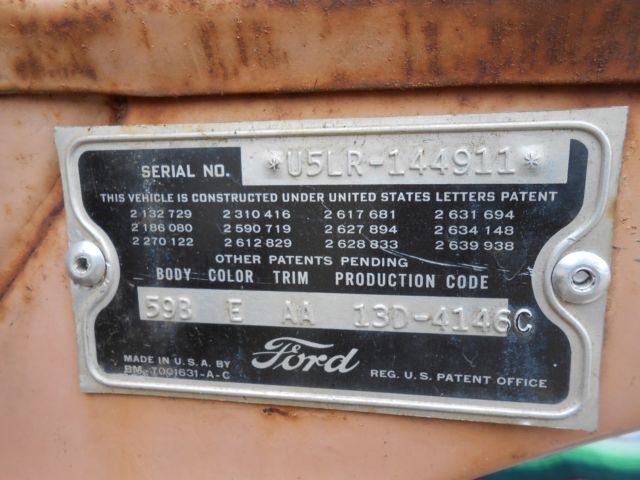 SERIAL NO. *U5LR-144911*
THIS VEHICLE IS CONSTRUCTED UNDER UNITED STATES LETTERS PATENT
2 132 729 2 310 416 2 617 681 2 631 694
2 186 080 2 590 719 2 627 894 2 634 148
2 270 122 2 612 829 2 628 833 2 639 938
OTHER PATENTS PENDING
BODY COLOR TRIM PRODUCTION CODE
59B E AA 13D-4146C
MADE IN U.S.A. BY Ford
BM-7001631-A-C REG. U.S. PATENT OFFICE